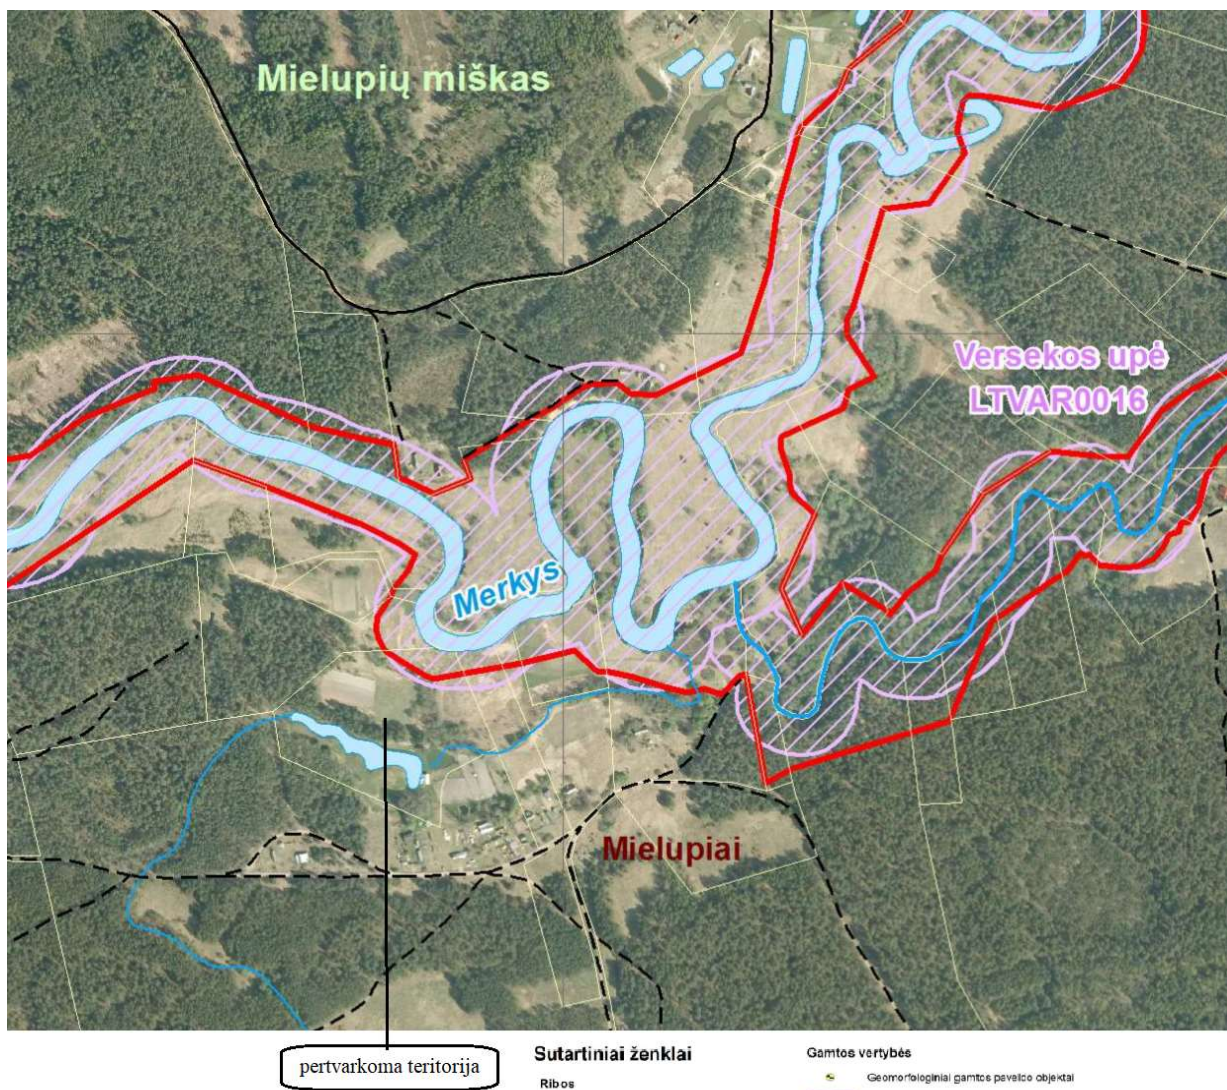 Mielupių miškas
Versekos upė
LTVAR0016
Merkys
Mielupiai
pertvarkoma teritorija
Sutartiniai ženklai
Ribos
Gamtos vertybės
Geomorfologiniai gamtos paveldo objektai